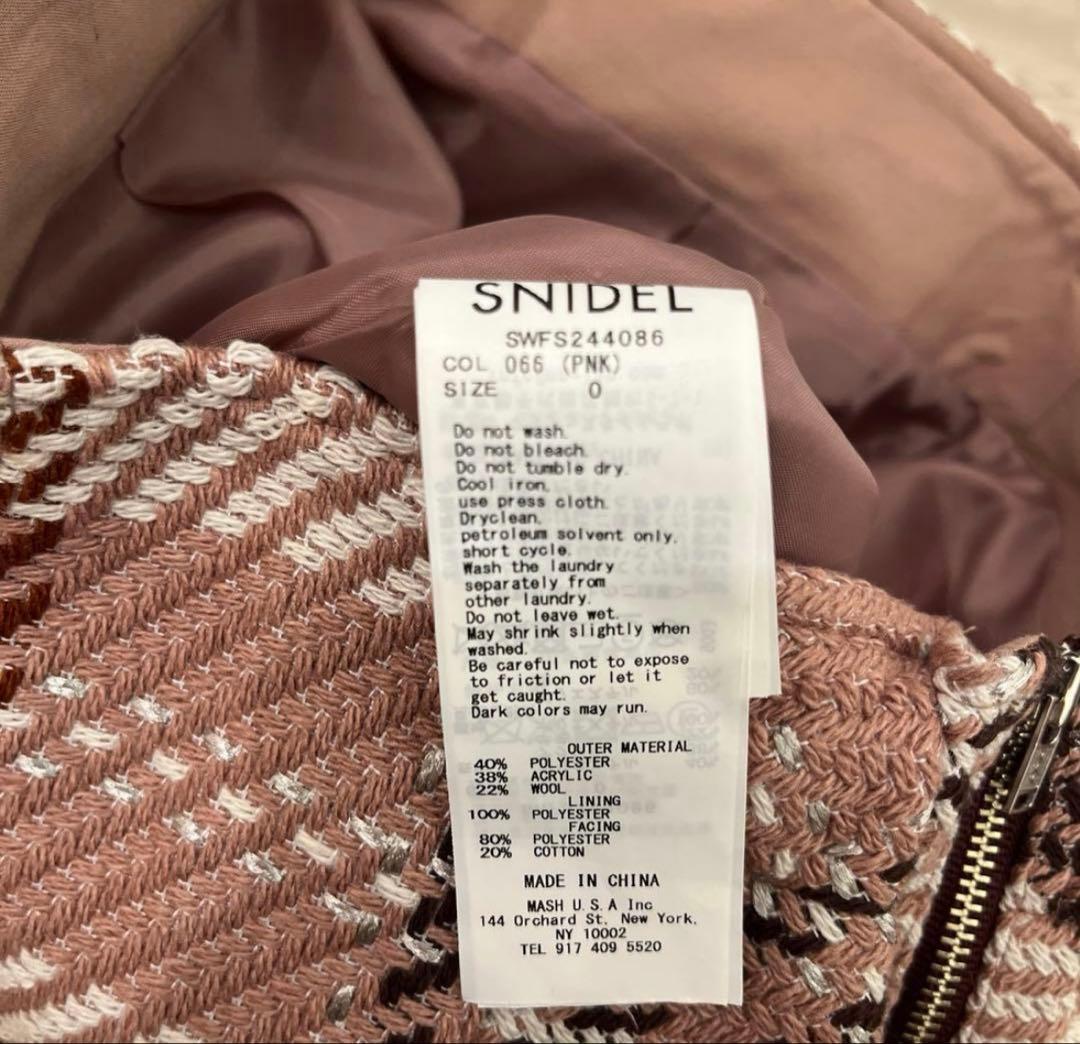 SNIDEL
SWFS244086
COL 066 (PNK)
SIZE 0
Do not wash.
Do not bleach.
Do not tumble dry.
Cool iron.
use press cloth.
Dryclean.
petroleum solvent only.
short cycle.
Wash the laundry
separately from
other laundry.
Do not leave wet.
May shrink slightly when
washed.
Be careful not to expose
to friction or let it
get caught.
Dark colors may run.
OUTER MATERIAL
40% POLYESTER
38% ACRYLIC
22% WOOL
LINING
100% POLYESTER
FACING
80% POLYESTER
20% COTTON
MADE IN CHINA
MASH U.S.A Inc
144 Orchard St. New York,
NY 10002
TEL 917 409 5520